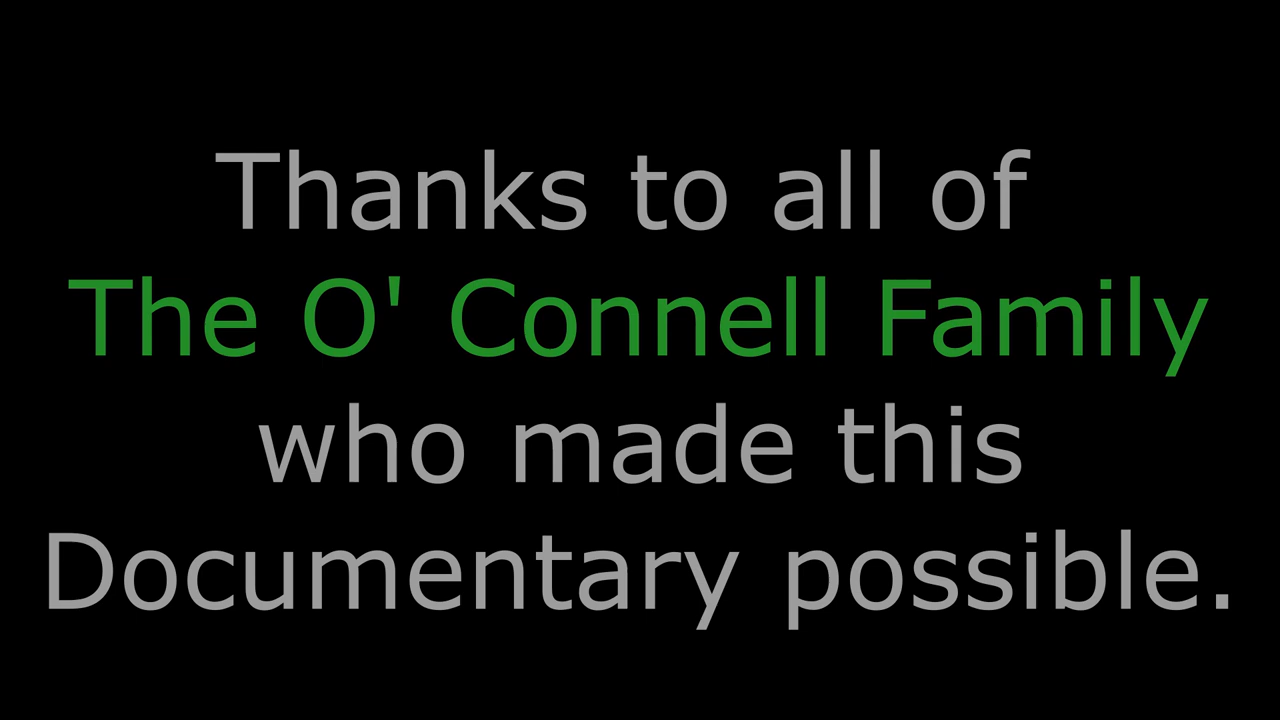 Thanks to all of
The O' Connell Family
who made this
Documentary possible.